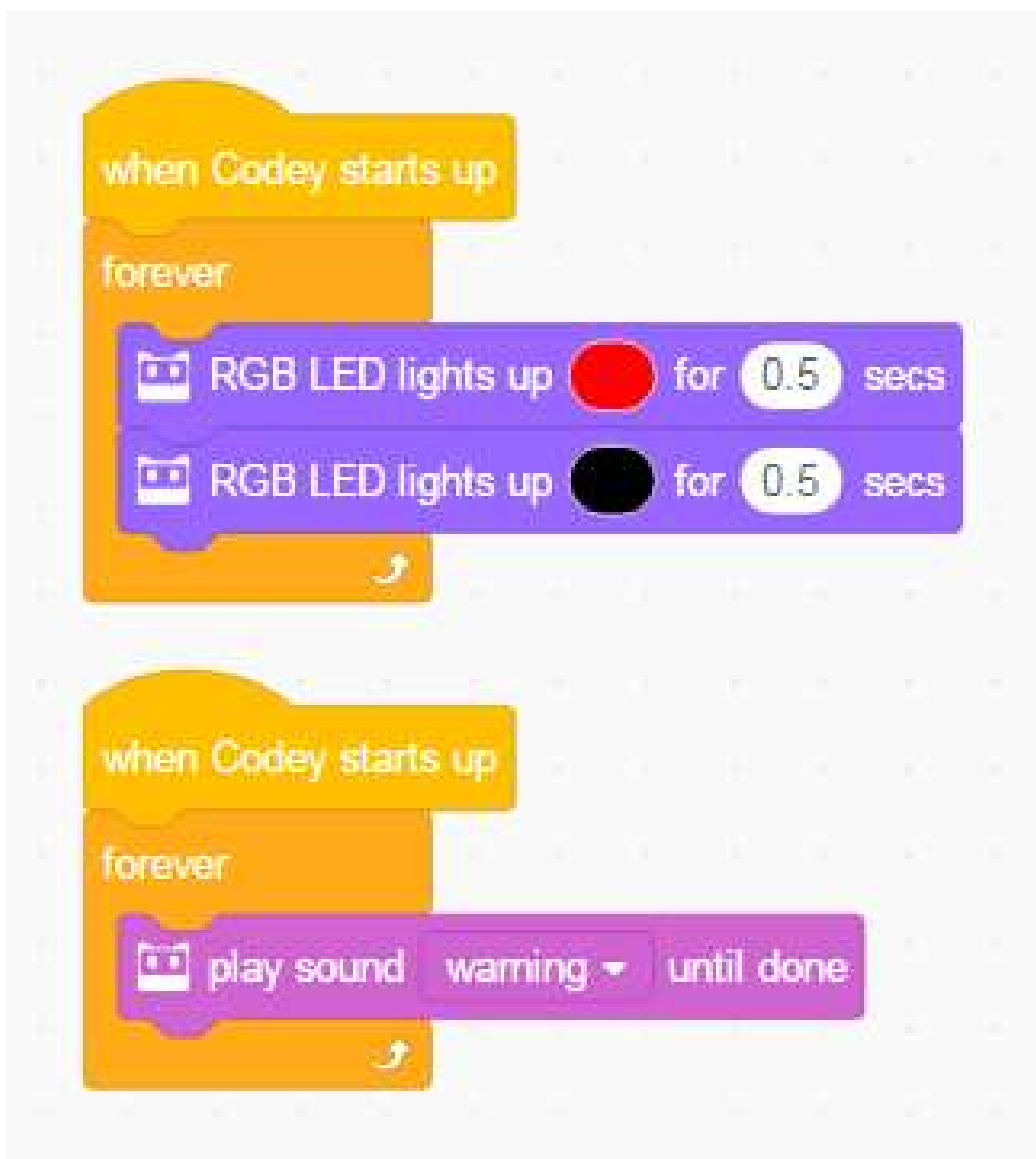 when Codey starts up
forever
RGB LED lights up for 0.5 secs
RGB LED lights up for 0.5 secs
when Codey starts up
forever
play sound warning until done